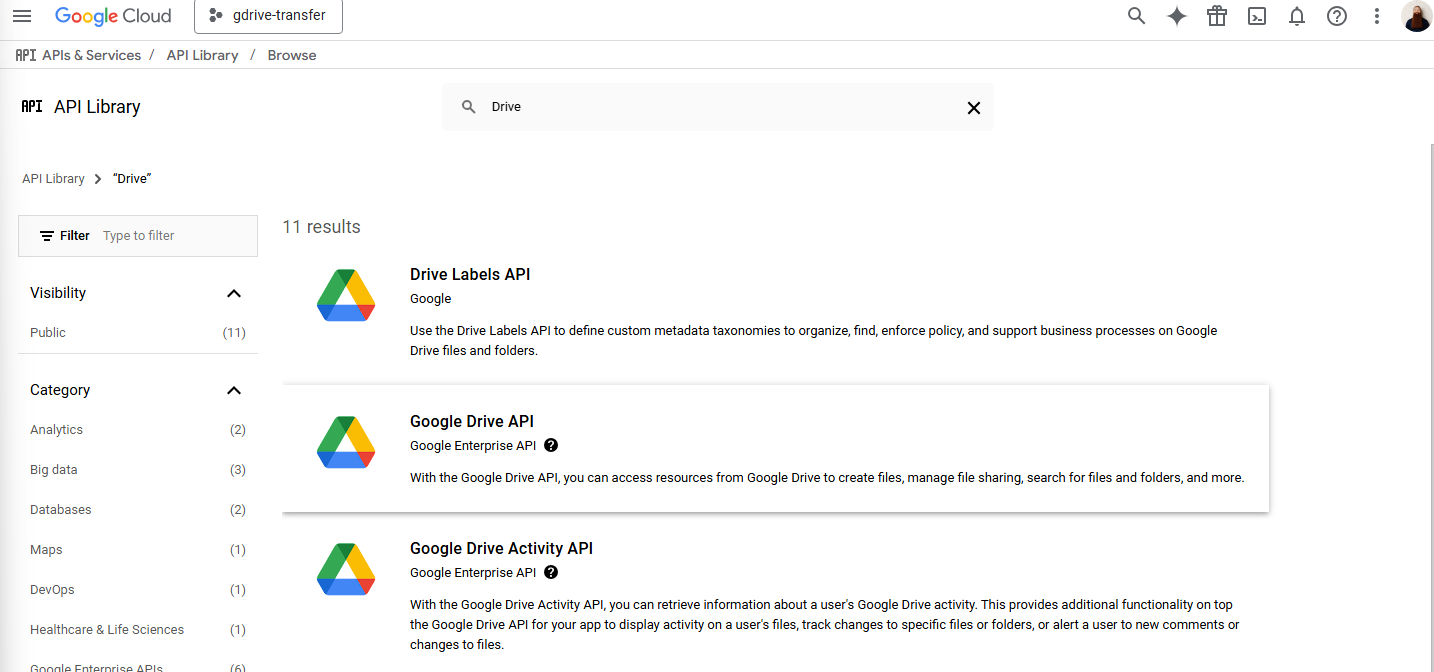 Google Cloud
gdrive-transfer
API APIs & Services / API Library / Browse
API API Library
Drive
API Library > “Drive”
Filter Type to filter
11 results
Visibility
Public (11)
Category
Analytics (2)
Big data (3)
Databases (2)
Maps (1)
DevOps (1)
Healthcare & Life Sciences (1)
Google Enterprise APIs (6)
Drive Labels API
Google
Use the Drive Labels API to define custom metadata taxonomies to organize, find, enforce policy, and support business processes on Google
Drive files and folders.
Google Drive API
Google Enterprise API
With the Google Drive API, you can access resources from Google Drive to create files, manage file sharing, search for files and folders, and more.
Google Drive Activity API
Google Enterprise API
With the Google Drive Activity API, you can retrieve information about a user's Google Drive activity. This provides additional functionality on top
the Google Drive API for your app to display activity on a user's files, track changes to specific files or folders, or alert a user to new comments or
changes to files.